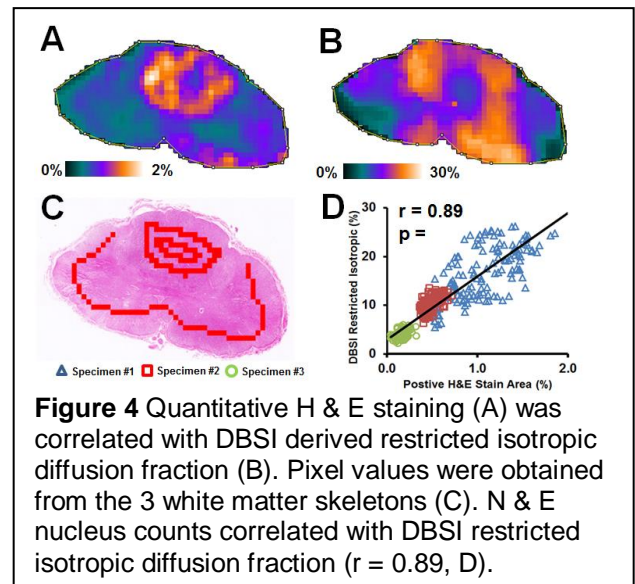 A
B
0% 2%
0% 30%
C
D
r = 0.89
p =
DBSI Restricted Isotropic (%)
30
20
10
0
0.0 1.0 2.0
Postive H&E Stain Area (%)
Specimen #1 Specimen #2 Specimen #3
Figure 4 Quantitative H & E staining (A) was
correlated with DBSI derived restricted isotropic
diffusion fraction (B). Pixel values were obtained
from the 3 white matter skeletons (C). N & E
nucleus counts correlated with DBSI restricted
isotropic diffusion fraction (r = 0.89, D).